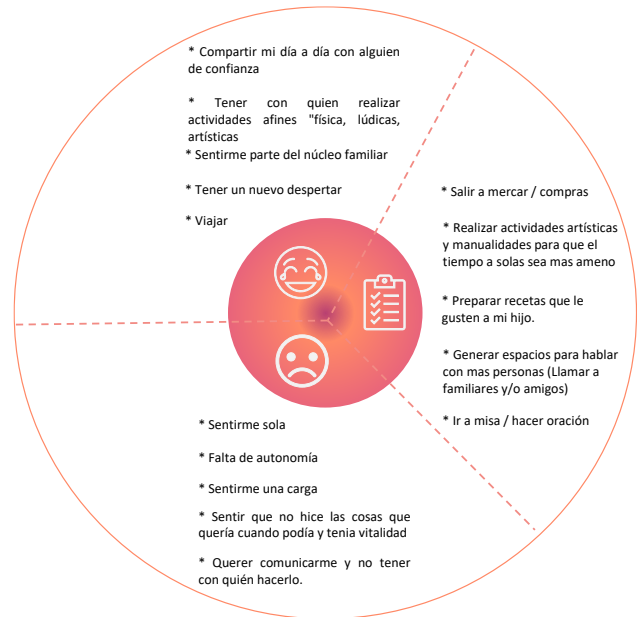 * Compartir mi día a día con alguien
de confianza
* Tener con quien realizar
actividades afines "física, lúdicas,
artísticas
* Sentirme parte del núcleo familiar
* Tener un nuevo despertar
* Viajar
* Salir a mercar / compras
* Realizar actividades artísticas
y manualidades para que el
tiempo a solas sea mas ameno
* Preparar recetas que le
gusten a mi hijo.
* Generar espacios para hablar
con mas personas (Llamar a
familiares y/o amigos)
* Ir a misa / hacer oración
* Sentirme sola
* Falta de autonomía
* Sentirme una carga
* Sentir que no hice las cosas que
quería cuando podía y tenia vitalidad
* Querer comunicarme y no tener
con quién hacerlo.